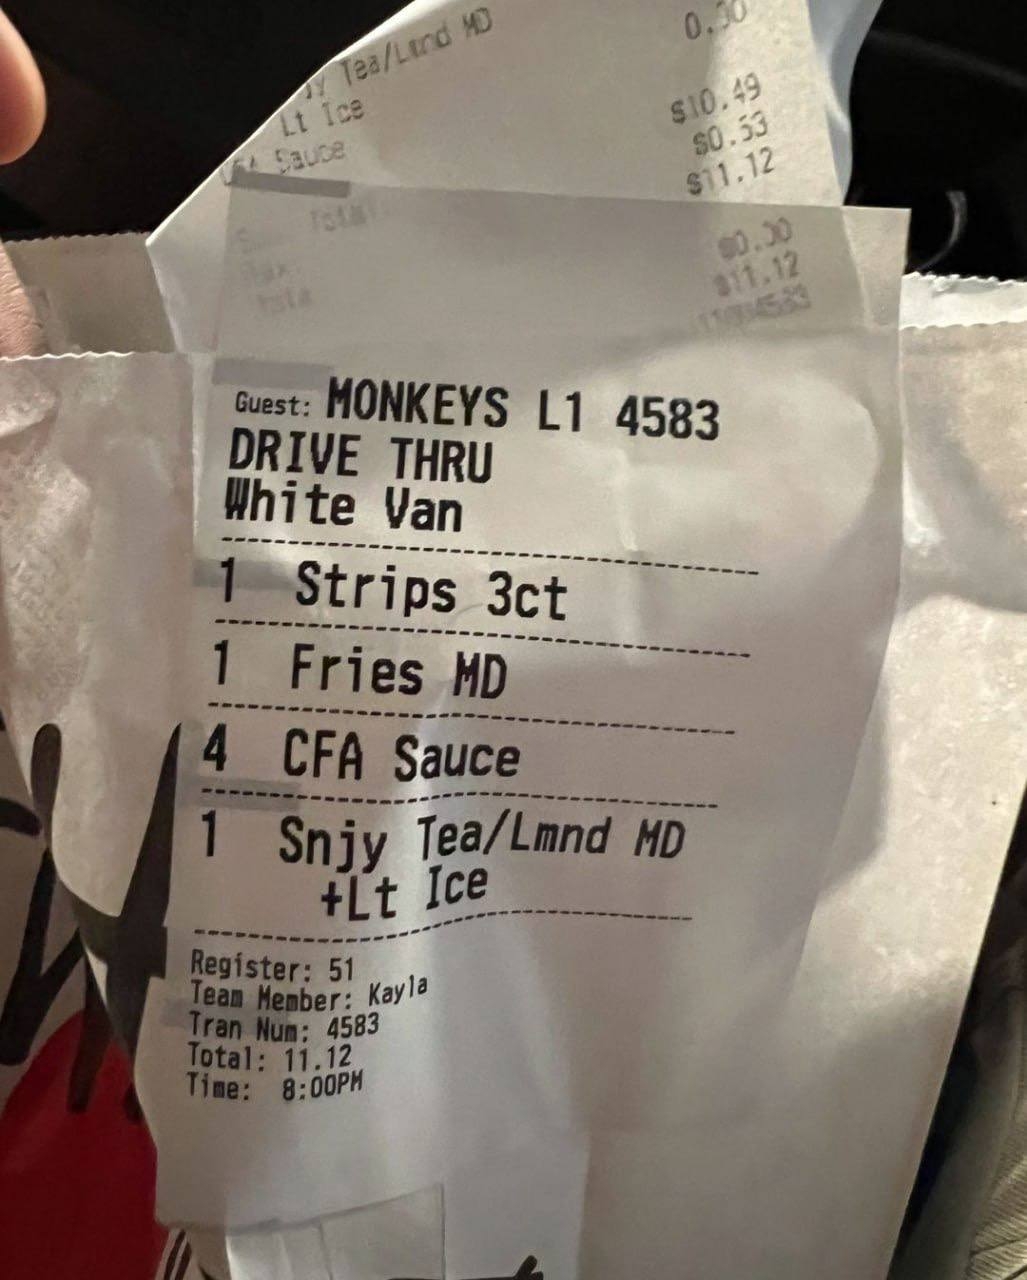 Tea/Lmnd MD 0.00
Lt Ice
Sauce
$10.49
$0.53
$11.12
$0.00
$11.12
Guest: MONKEYS L1 4583
DRIVE THRU
White Van
1 Strips 3ct
1 Fries MD
4 CFA Sauce
1 Snjy Tea/Lmnd MD
+Lt Ice
Register: 51
Team Member: Kayla
Tran Num: 4583
Total: 11.12
Time: 8:00PM